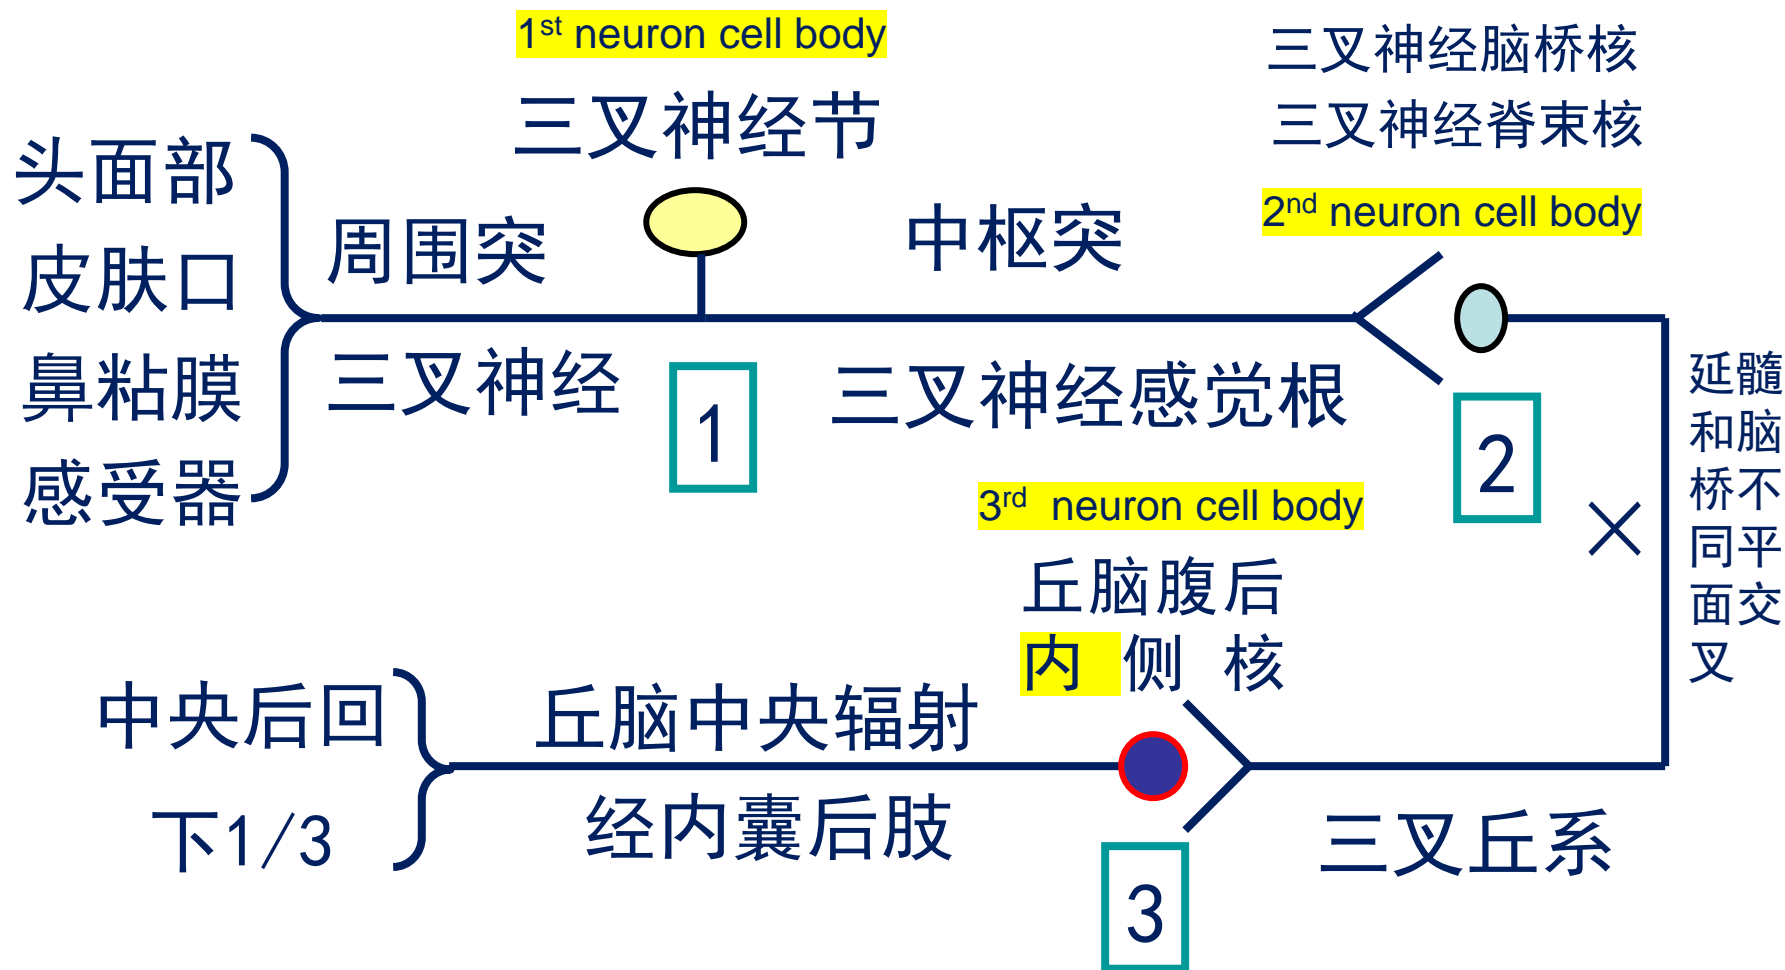 1st neuron cell body
三叉神经节
三叉神经脑桥核
三叉神经脊束核
2nd neuron cell body
头面部
皮肤口
鼻粘膜
感受器
周围突
三叉神经
1
中枢突
三叉神经感觉根
2
延髓
和脑
桥不
同平
面交
叉
3rd neuron cell body
丘脑腹后
内 侧 核
3
三叉丘系
丘脑中央辐射
经内囊后肢
中央后回
下1/3